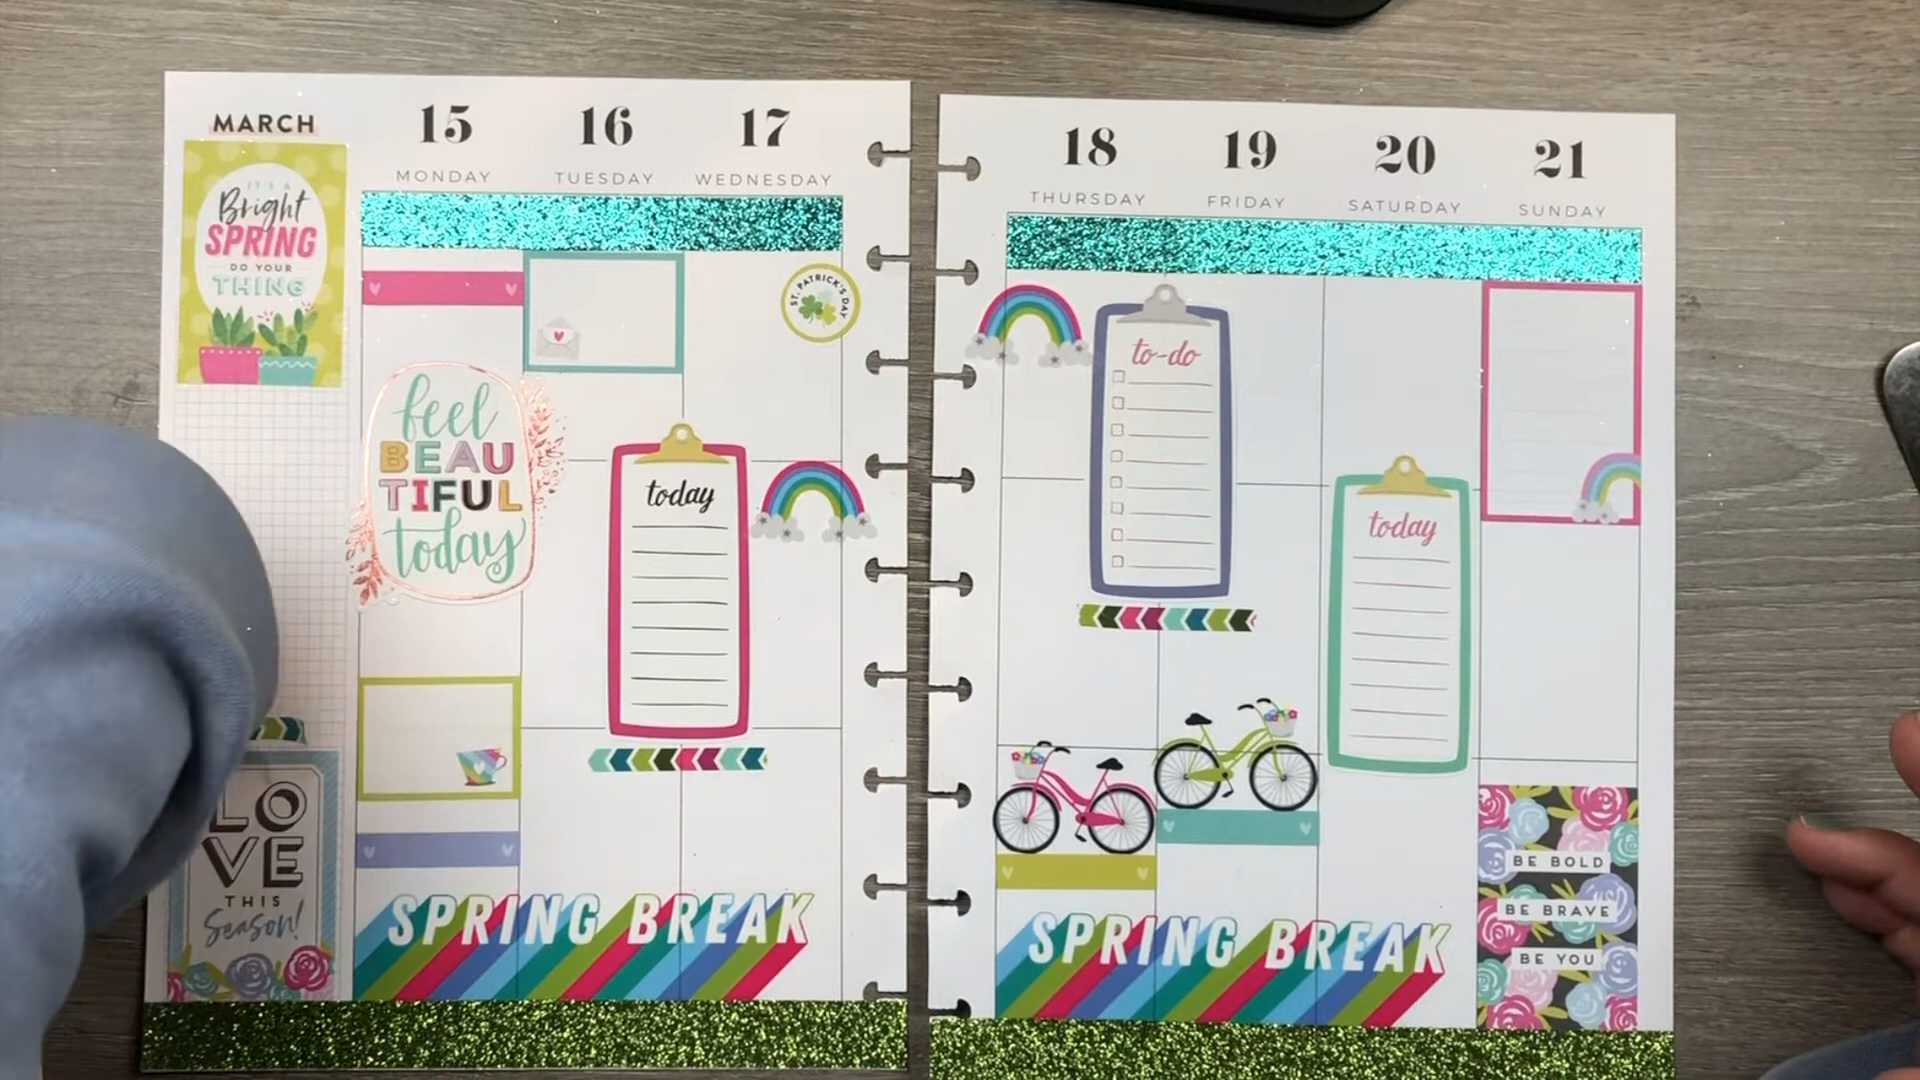 MARCH
15
16
17
MONDAY
TUESDAY
WEDNESDAY
IT'S A
Bright
SPRING
DO YOUR
THING
ST. PATRICK'S DAY
feel
BEAU
TIFUL
today
today
LO
VE
THIS
Season!
SPRING BREAK
18
19
20
21
THURSDAY
FRIDAY
SATURDAY
SUNDAY
to-do
today
BE BOLD
BE BRAVE
BE YOU
SPRING BREAK